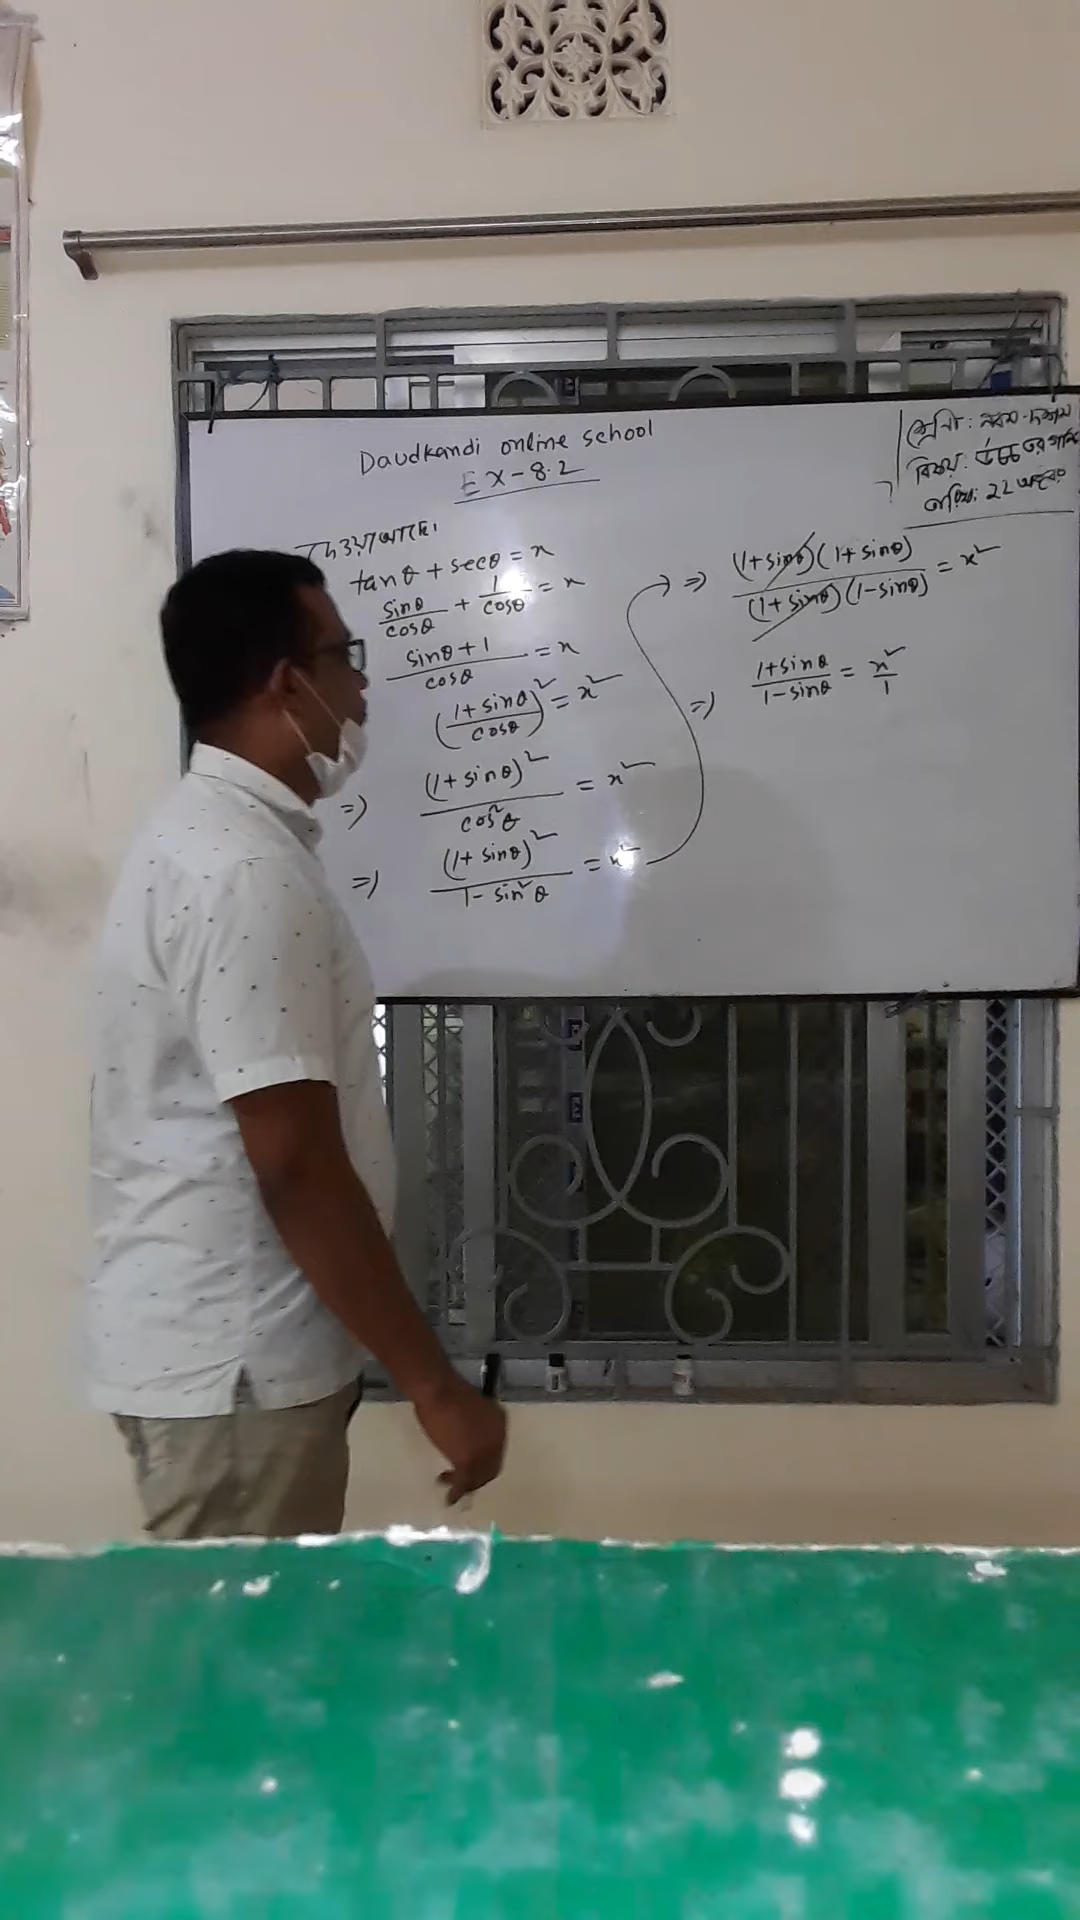 Daudkandi online school
Ex-8.2
শ্রেণী: নবম-দশম
বিষয়: উচ্চতর গণিত
তারিখ: 22 অক্টোবর
দেওয়া আছে।
tanθ + secθ = x
sinθ/cosθ + 1/cosθ = x
(sinθ+1)/cosθ = x
((1+sinθ)/cosθ)² = x²
⇒ (1+sinθ)²/cos²θ = x²
⇒ (1+sinθ)²/(1-sin²θ) = x²
⇒ (1+sinθ)(1+sinθ)/(1+sinθ)(1-sinθ) = x²
⇒ (1+sinθ)/(1-sinθ) = x²/1